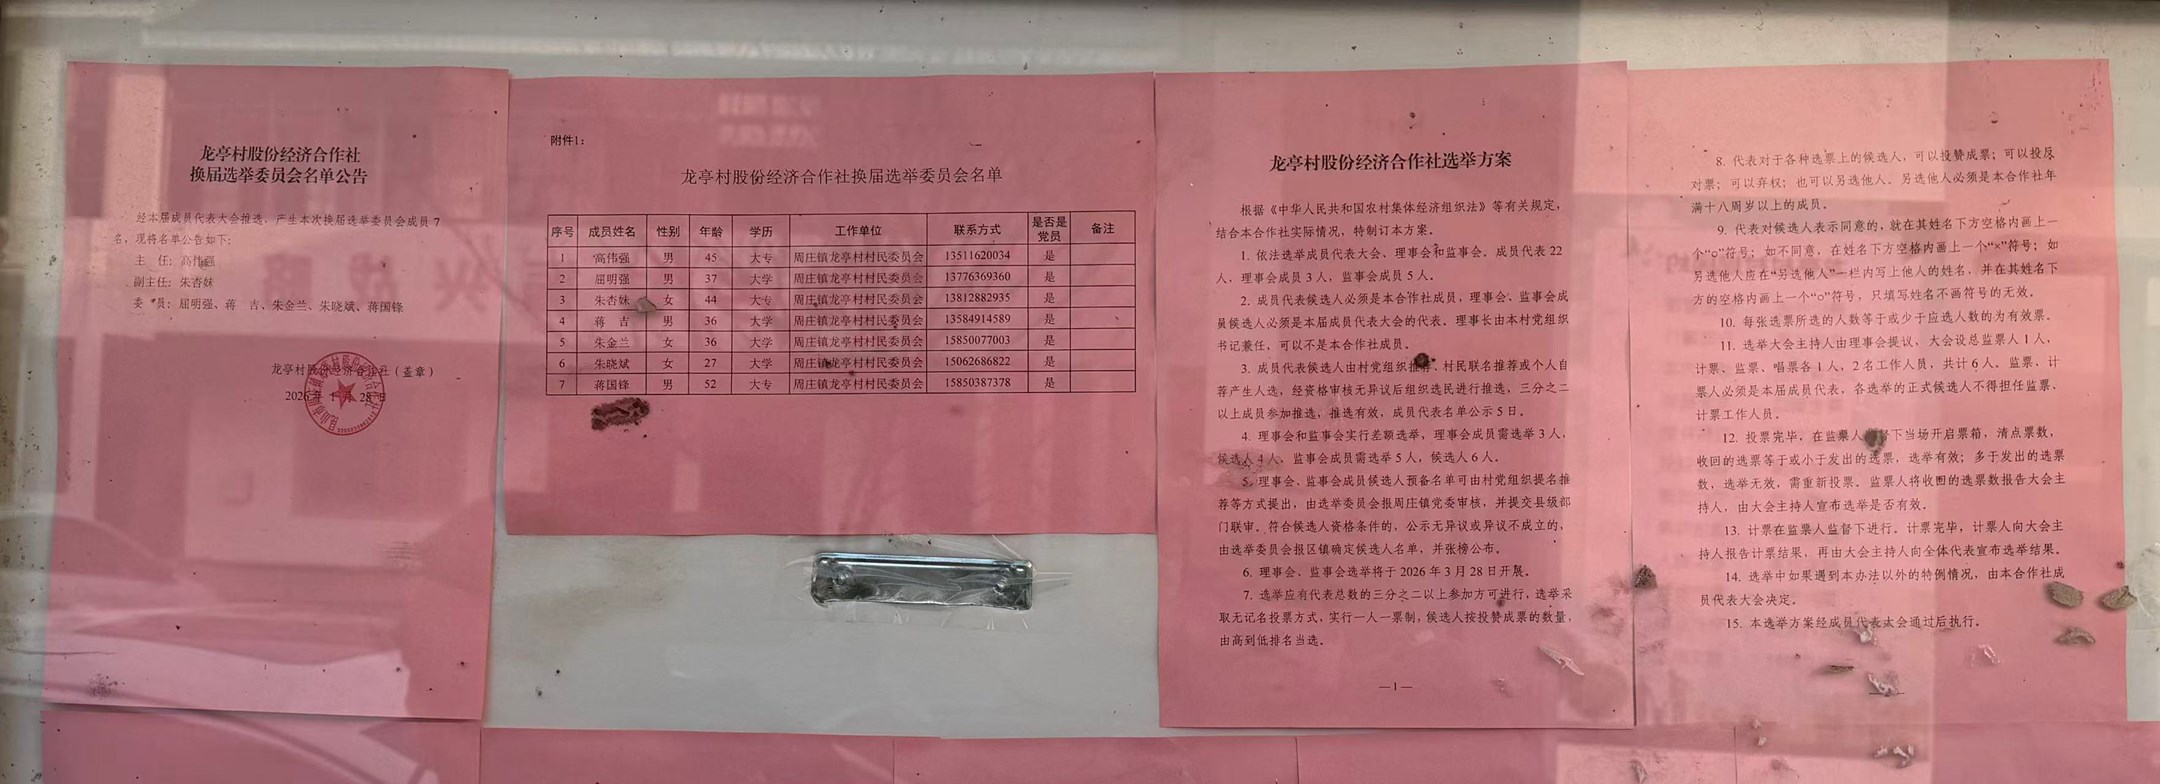 龙亭村股份经济合作社
换届选举委员会名单公告
经本届成员代表大会推选，产生本次换届选举委员会成员 7
名，现将名单公告如下：
主　任：高伟强
副主任：朱杏妹
委　员：屈明强、蒋　吉、朱金兰、朱晓斌、蒋国锋
龙亭村股份经济合作社（盖章）
2026 年 1 月 28 日
附件1：
龙亭村股份经济合作社换届选举委员会名单
序号 成员姓名 性别 年龄 学历 工作单位 联系方式 是否是党员 备注
1 高伟强 男 45 大专 周庄镇龙亭村村民委员会 13511620034 是
2 屈明强 男 37 大学 周庄镇龙亭村村民委员会 13776369360 是
3 朱杏妹 女 44 大专 周庄镇龙亭村村民委员会 13812882935 是
4 蒋　吉 男 36 大学 周庄镇龙亭村村民委员会 13584914589 是
5 朱金兰 女 36 大学 周庄镇龙亭村村民委员会 15850077003 是
6 朱晓斌 女 27 大学 周庄镇龙亭村村民委员会 15062686822 是
7 蒋国锋 男 52 大专 周庄镇龙亭村村民委员会 15850387378 是
龙亭村股份经济合作社选举方案
根据《中华人民共和国农村集体经济组织法》等有关规定，
结合本合作社实际情况，特制订本方案。
1. 依法选举成员代表大会、理事会和监事会。成员代表 22
人，理事会成员 3 人，监事会成员 5 人。
2. 成员代表候选人必须是本合作社成员，理事会、监事会成
员候选人必须是本届成员代表大会的代表。理事长由本村党组织
书记兼任，可以不是本合作社成员。
3. 成员代表候选人由村党组织推荐、村民联名推荐或个人自
荐产生人选，经资格审核无异议后组织选民进行推选，三分之二
以上成员参加推选，推选有效，成员代表名单公示 5 日。
4. 理事会和监事会实行差额选举，理事会成员需选举 3 人，
候选人 4 人。监事会成员需选举 5 人，候选人 6 人。
5. 理事会、监事会成员候选人预备名单可由村党组织提名推
荐等方式提出，由选举委员会报周庄镇党委审核，并提交县级部
门联审。符合候选人资格条件的，公示无异议或异议不成立的，
由选举委员会报区镇确定候选人名单，并张榜公布。
6. 理事会、监事会选举将于 2026 年 3 月 28 日开展。
7. 选举应有代表总数的三分之二以上参加方可进行，选举采
取无记名投票方式，实行一人一票制，候选人按投赞成票的数量，
由高到低排名当选。
—1—
8. 代表对于各种选票上的候选人，可以投赞成票；可以投反
对票；可以弃权；也可以另选他人。另选他人必须是本合作社年
满十八周岁以上的成员。
9. 代表对候选人表示同意的，就在其姓名下方空格内画上一
个“○”符号；如不同意，在姓名下方空格内画上一个“×”符号；如
另选他人应在“另选他人”一栏内写上他人的姓名，并在其姓名下
方的空格内画上一个“○”符号，只填写姓名不画符号的无效。
10. 每张选票所选的人数等于或少于应选人数的为有效票。
11. 选举大会主持人由理事会提议，大会设总监票人 1 人，
计票、监票、唱票各 1 人，2 名工作人员，共计 6 人。监票、计
票人必须是本届成员代表，各选举的正式候选人不得担任监票、
计票工作人员。
12. 投票完毕，在监票人监督下当场开启票箱，清点票数，
收回的选票等于或小于发出的选票，选举有效；多于发出的选票
数，选举无效，需重新投票。监票人将收回的选票数报告大会主
持人，由大会主持人宣布选举是否有效。
13. 计票在监票人监督下进行。计票完毕，计票人向大会主
持人报告计票结果，再由大会主持人向全体代表宣布选举结果。
14. 选举中如果遇到本办法以外的特例情况，由本合作社成
员代表大会决定。
15. 本选举方案经成员代表大会通过后执行。